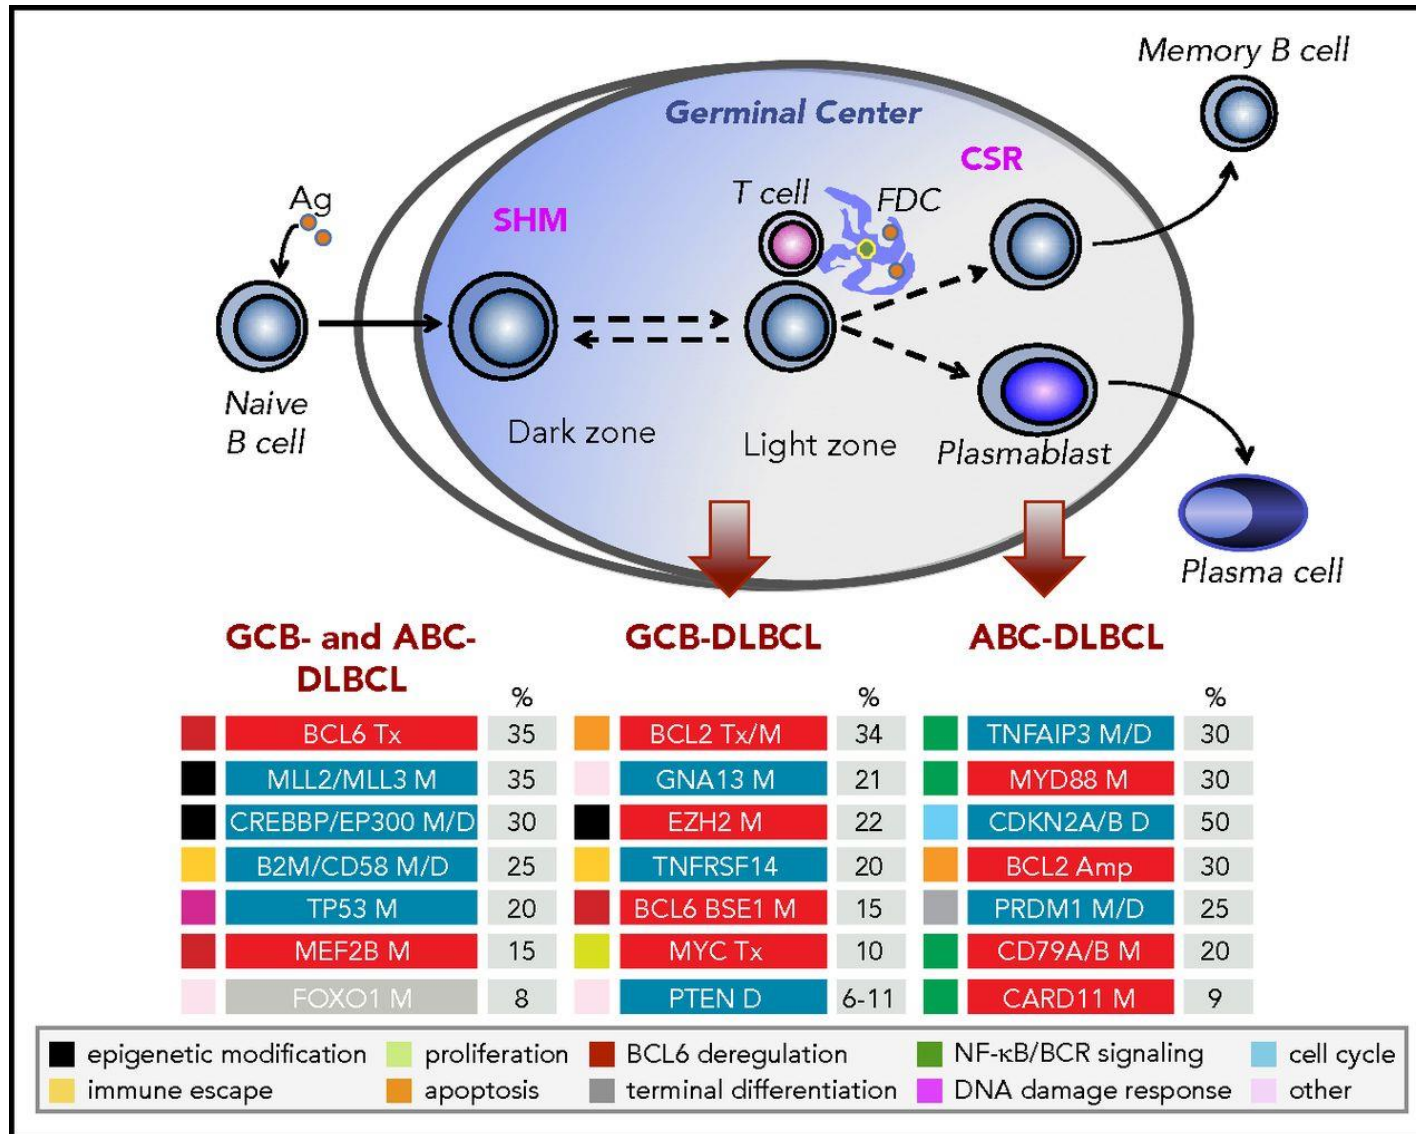 Memory B cell
Germinal Center
CSR
Ag
T cell
FDC
SHM
Naive
B cell
Dark zone
Light zone
Plasmablast
Plasma cell
GCB- and ABC-
DLBCL
%
BCL6 Tx 35
MLL2/MLL3 M 35
CREBBP/EP300 M/D 30
B2M/CD58 M/D 25
TP53 M 20
MEF2B M 15
FOXO1 M 8
GCB-DLBCL
%
BCL2 Tx/M 34
GNA13 M 21
EZH2 M 22
TNFRSF14 20
BCL6 BSE1 M 15
MYC Tx 10
PTEN D 6-11
ABC-DLBCL
%
TNFAIP3 M/D 30
MYD88 M 30
CDKN2A/B D 50
BCL2 Amp 30
PRDM1 M/D 25
CD79A/B M 20
CARD11 M 9
epigenetic modification proliferation BCL6 deregulation NF-κB/BCR signaling cell cycle
immune escape apoptosis terminal differentiation DNA damage response other